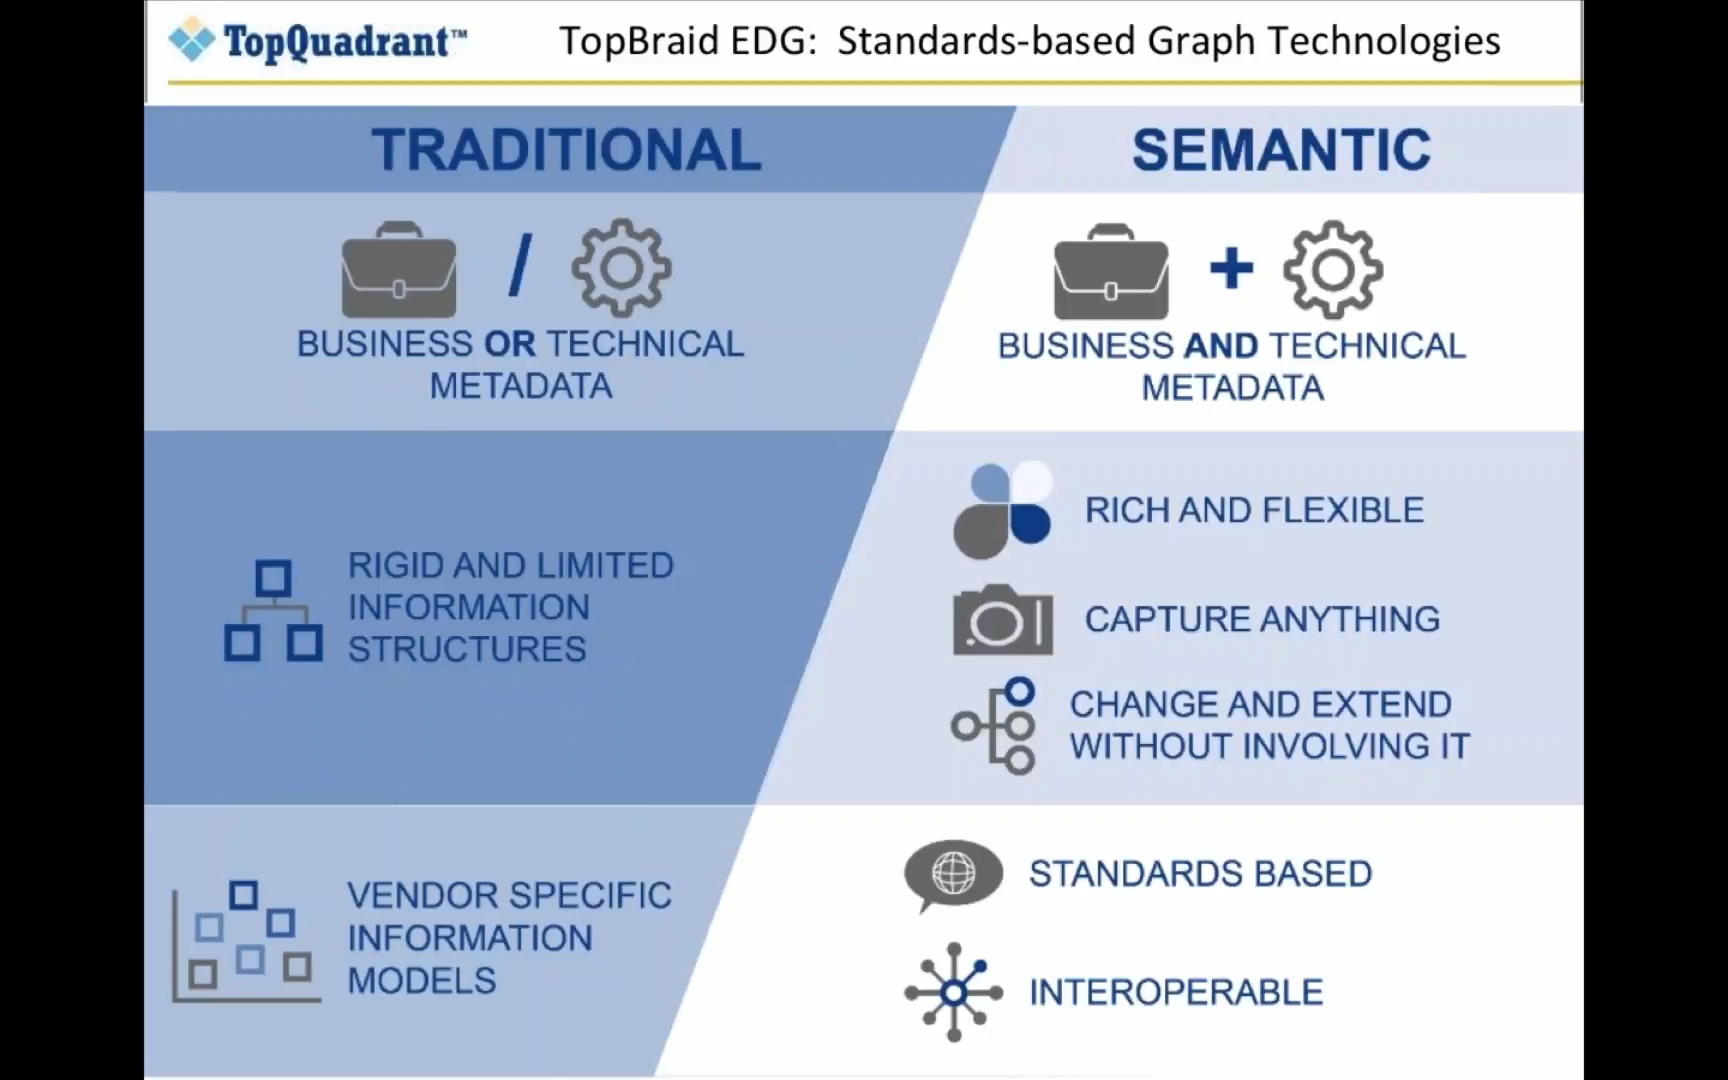 TopQuadrant™
TopBraid EDG: Standards-based Graph Technologies
TRADITIONAL
SEMANTIC
/
BUSINESS OR TECHNICAL
METADATA
+
BUSINESS AND TECHNICAL
METADATA
RIGID AND LIMITED
INFORMATION
STRUCTURES
RICH AND FLEXIBLE
CAPTURE ANYTHING
CHANGE AND EXTEND
WITHOUT INVOLVING IT
VENDOR SPECIFIC
INFORMATION
MODELS
STANDARDS BASED
INTEROPERABLE